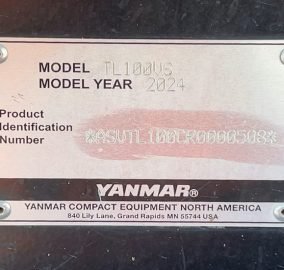 MODEL TL100VS
MODEL YEAR 2024
Product
Identification
Number *ASVTL100CR0000508*
YANMAR®
YANMAR COMPACT EQUIPMENT NORTH AMERICA
840 Lily Lane, Grand Rapids MN 55744 USA